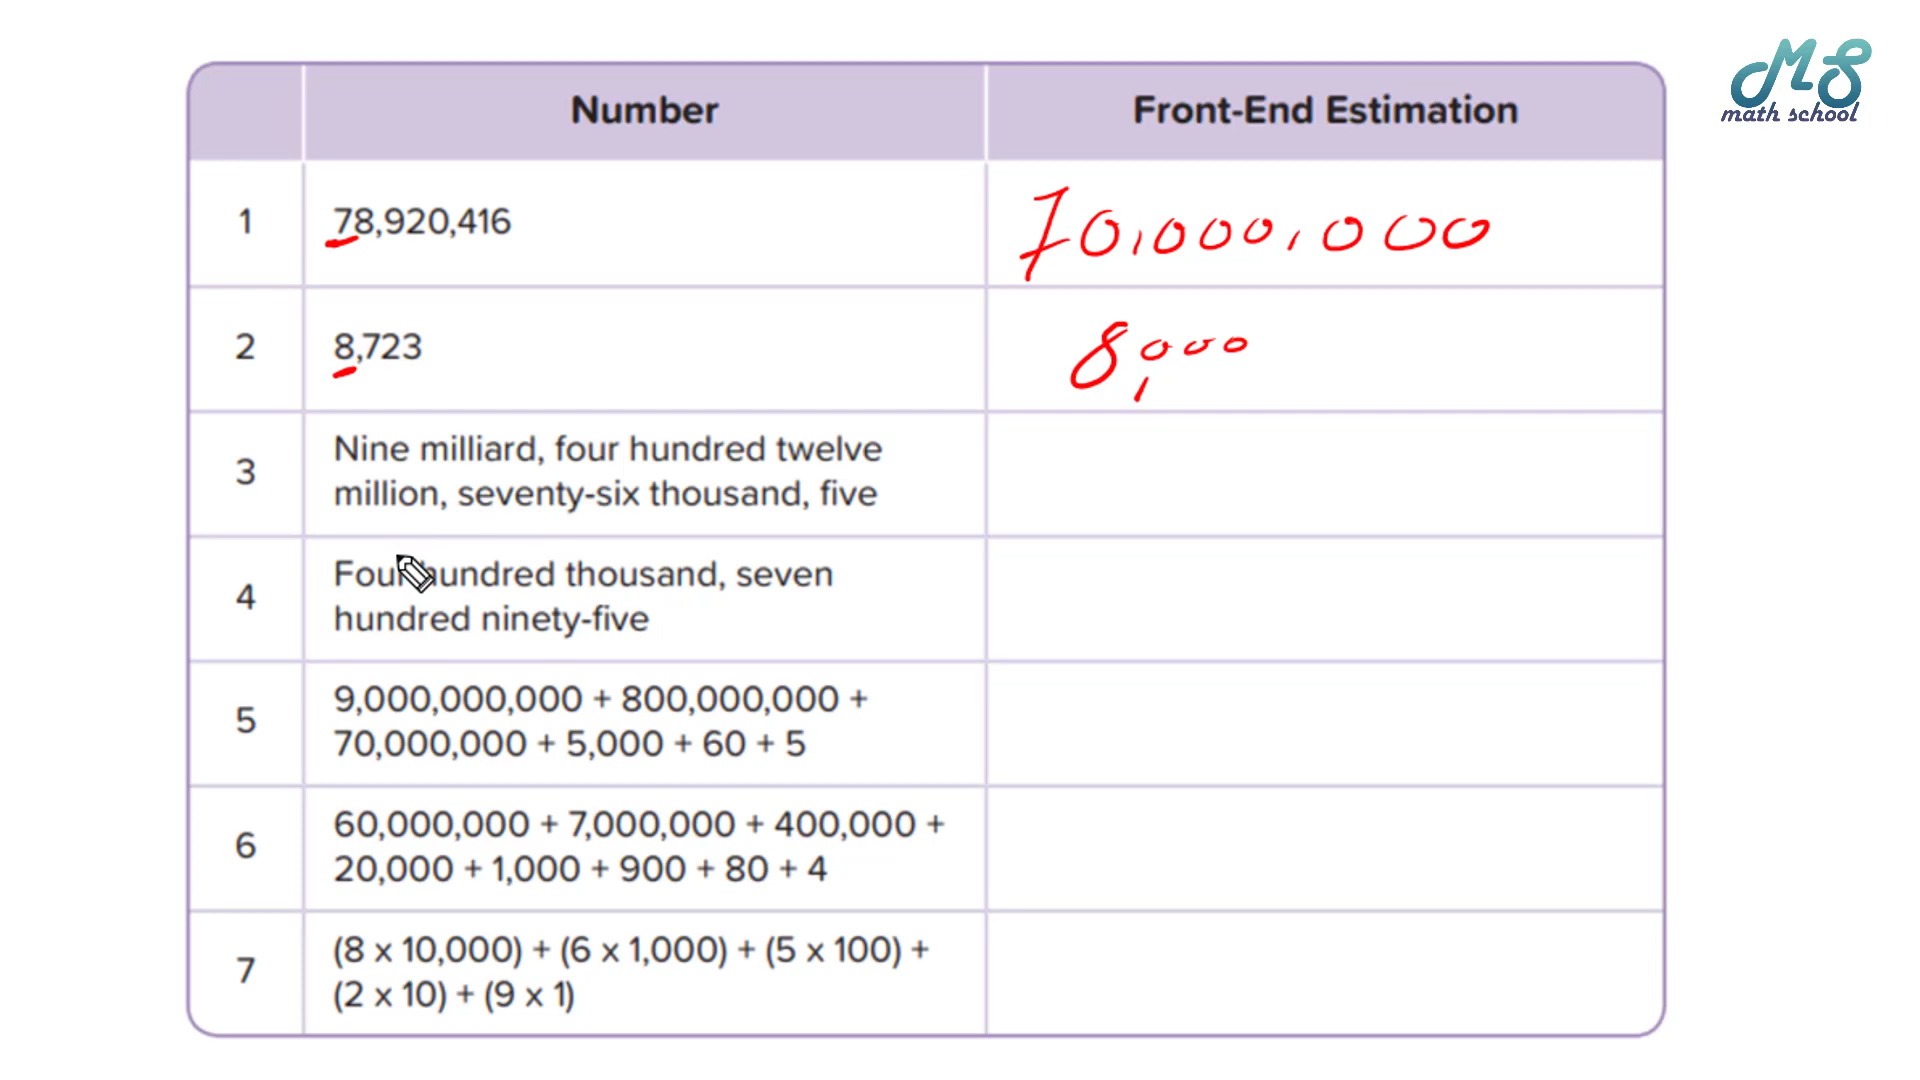 MS
math school
Number Front-End Estimation
1 78,920,416 70,000,000
2 8,723 8,000
3 Nine milliard, four hundred twelve
million, seventy-six thousand, five
4 Four hundred thousand, seven
hundred ninety-five
5 9,000,000,000 + 800,000,000 +
70,000,000 + 5,000 + 60 + 5
6 60,000,000 + 7,000,000 + 400,000 +
20,000 + 1,000 + 900 + 80 + 4
7 (8 x 10,000) + (6 x 1,000) + (5 x 100) +
(2 x 10) + (9 x 1)